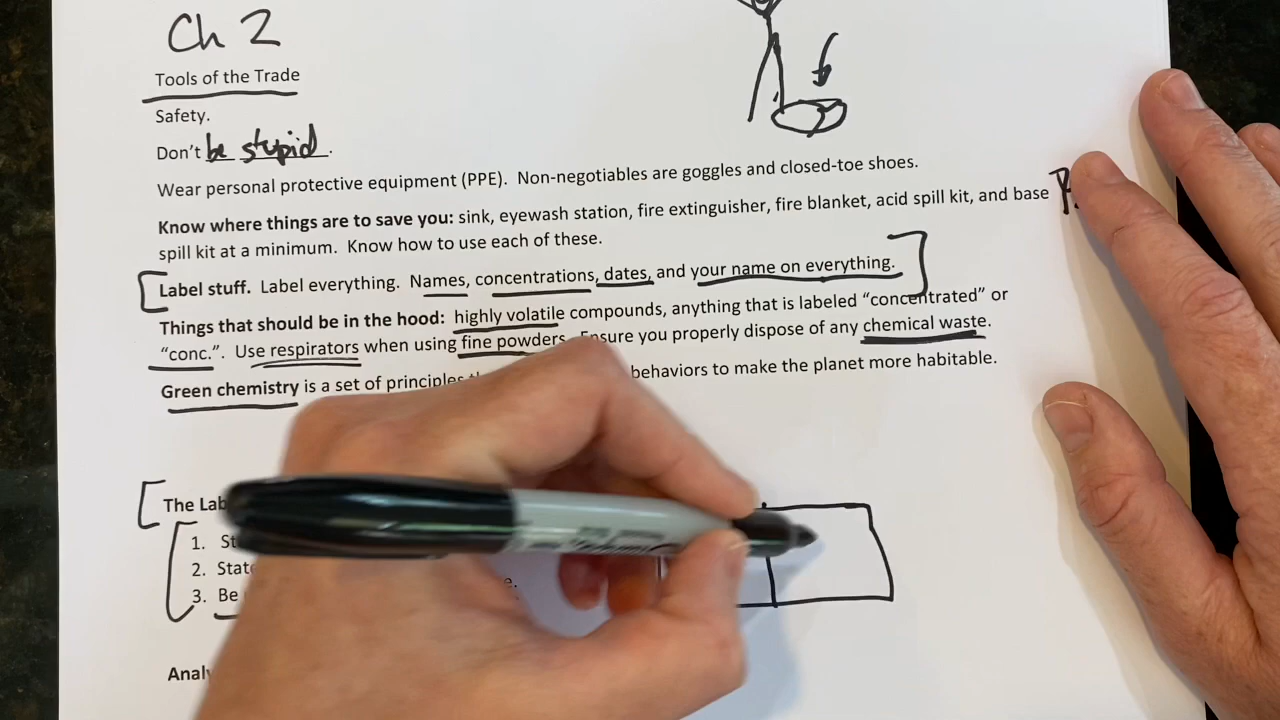 Ch 2
Tools of the Trade
Safety.
Don't be stupid.
Wear personal protective equipment (PPE). Non-negotiables are goggles and closed-toe shoes.
Know where things are to save you: sink, eyewash station, fire extinguisher, fire blanket, acid spill kit, and base
spill kit at a minimum. Know how to use each of these.
Label stuff. Label everything. Names, concentrations, dates, and your name on everything.
Things that should be in the hood: highly volatile compounds, anything that is labeled “concentrated” or
“conc.”. Use respirators when using fine powders. Ensure you properly dispose of any chemical waste.
Green chemistry is a set of principles behaviors to make the planet more habitable.
The Lab
1.
2. State
3. Be